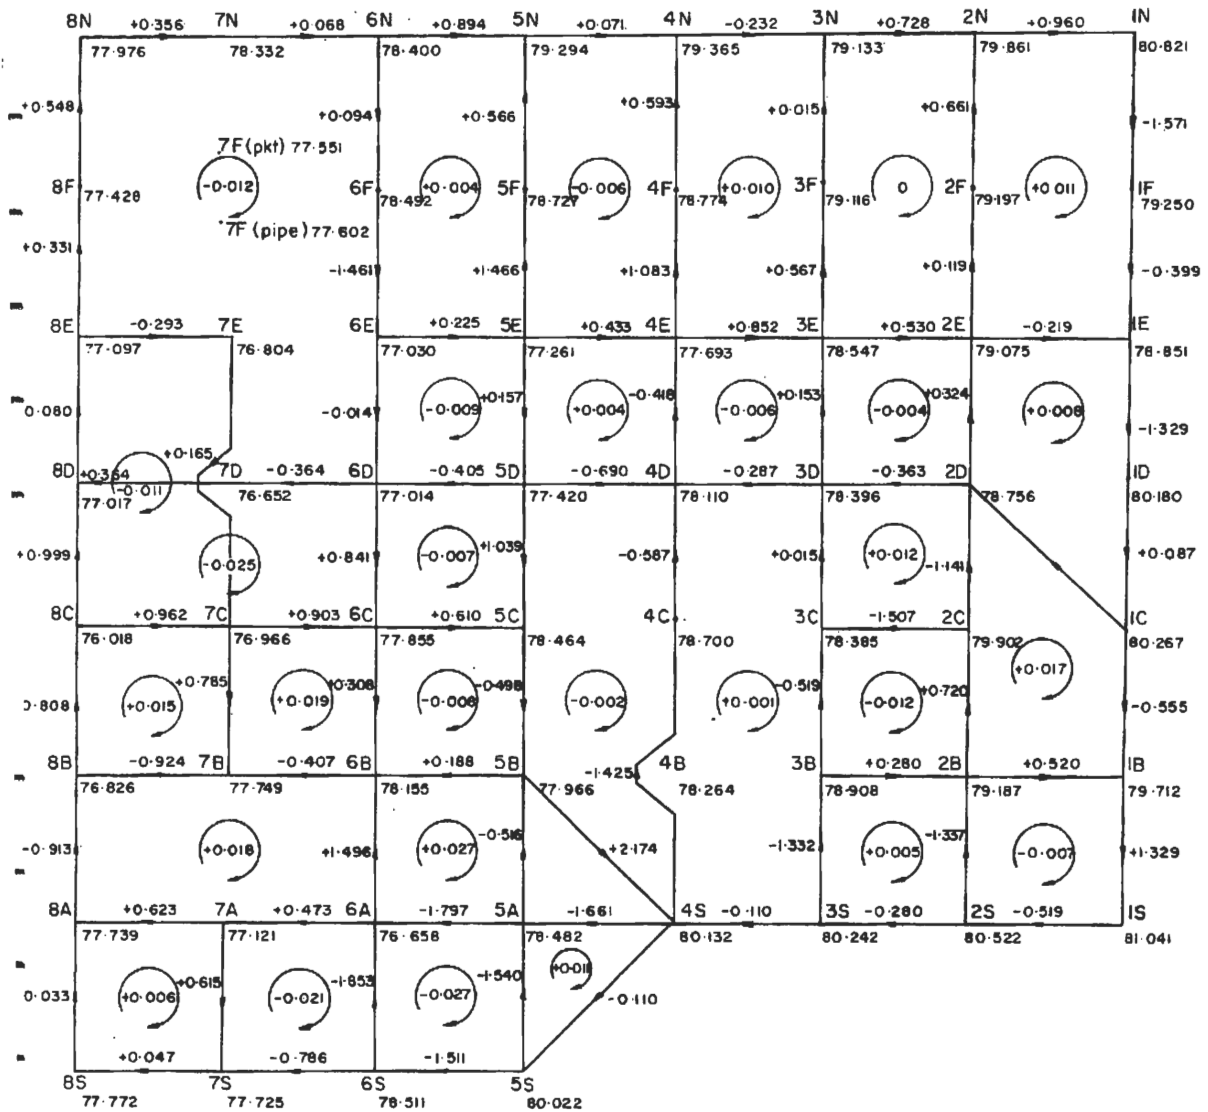 8N +0.356 7N +0.068 6N +0.894 5N +0.071 4N -0.232 3N +0.728 2N +0.960 1N
77.976 78.332 78.400 79.294 79.365 79.133 79.861 80.821
+0.548 +0.094 +0.566 +0.593 +0.015 +0.661 -1.571
7F (pkt) 77.551
8F -0.012 6F +0.004 5F -0.006 4F +0.010 3F 0 2F +0.011 1F
77.428 78.492 78.727 78.774 79.116 79.197 79.250
7F (pipe) 77.602
+0.331 -1.461 +1.466 +1.083 +0.567 +0.119 -0.399
8E -0.293 7E 6E +0.225 5E +0.433 4E +0.852 3E +0.530 2E -0.219 1E
77.097 76.804 77.030 77.261 77.693 78.547 79.075 78.851
0.080 -0.014 -0.009 +0.157 +0.004 -0.418 -0.006 +0.153 -0.004 +0.324 +0.008 -1.329
+0.165
8D +0.364 7D -0.364 6D -0.405 5D -0.690 4D -0.287 3D -0.363 2D 1D
-0.011
77.017 76.652 77.014 77.420 78.110 78.396 78.756 80.180
+0.999 -0.025 +0.841 -0.007 +1.039 -0.587 +0.015 +0.012 -1.141 +0.087
8C +0.962 7C +0.903 6C +0.610 5C 4C 3C -1.507 2C 1C
76.018 76.966 77.855 78.464 78.700 78.385 79.902 80.267
+0.017
0.808 +0.015 +0.785 +0.019 +0.308 -0.008 -0.498 -0.002 +0.001 -0.519 -0.012 +0.720 -0.555
8B -0.924 7B -0.407 6B +0.188 5B -1.425 4B 3B +0.280 2B +0.520 1B
76.826 77.749 78.155 77.966 78.264 78.908 79.187 79.712
-0.913 +0.018 +1.496 +0.027 -0.516 +2.174 -1.332 +0.005 -1.337 -0.007 +1.329
8A +0.623 7A +0.473 6A -1.797 5A -1.661 4S -0.110 3S -0.280 2S -0.519 1S
77.739 77.121 76.658 78.482 80.132 80.242 80.522 81.041
0.033 +0.006 +0.615 -0.021 -1.853 -0.027 -1.540 -0.110
8S +0.047 7S -0.786 6S -1.511 5S
77.772 77.725 78.511 80.022